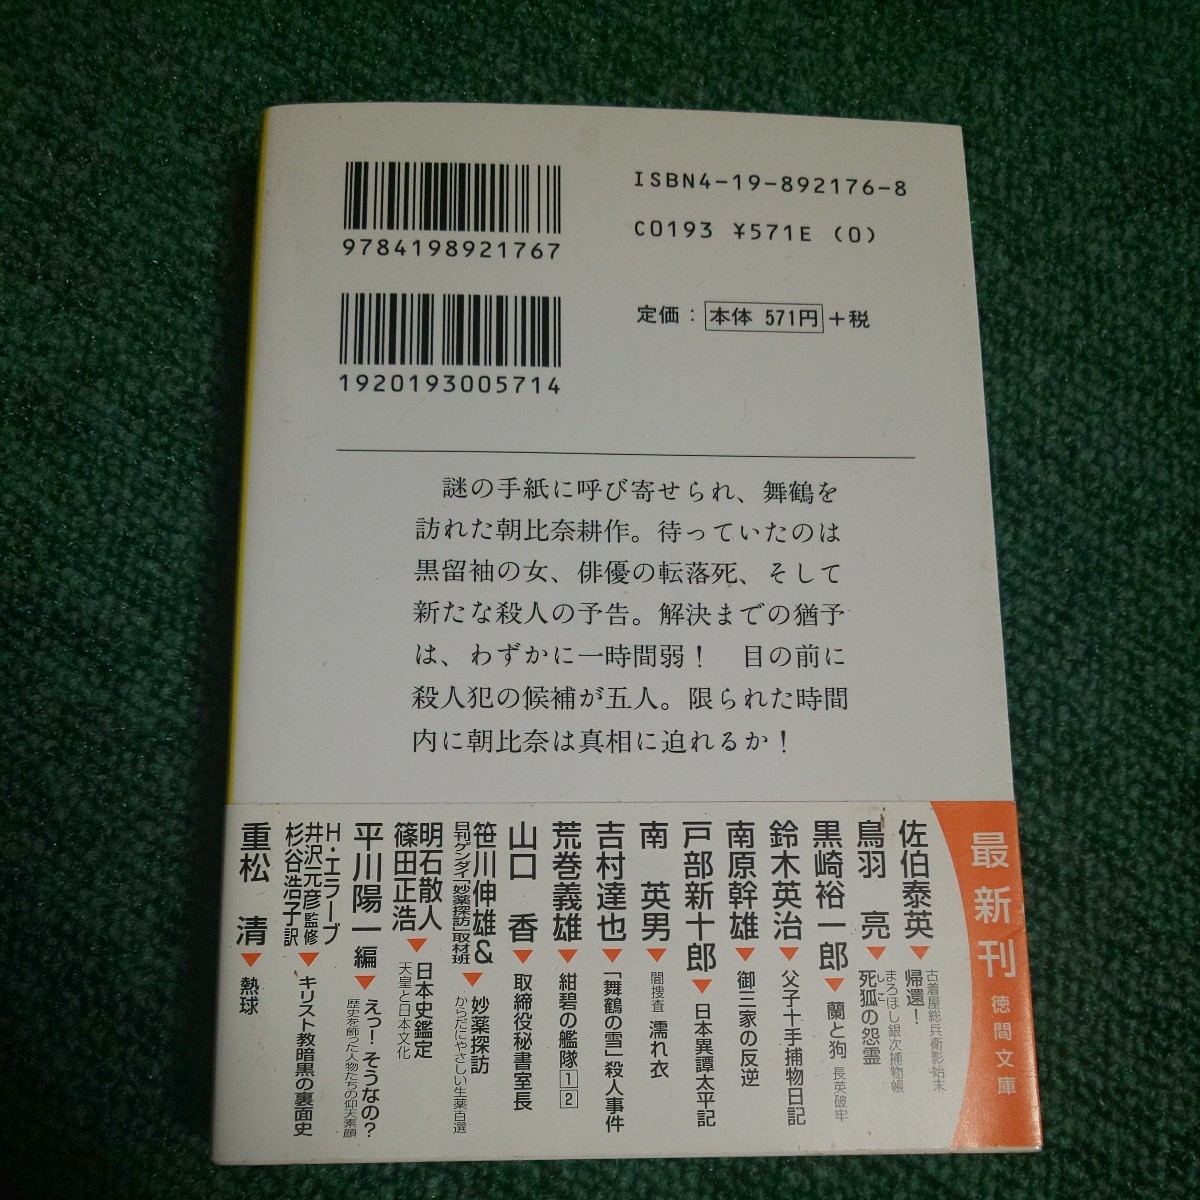 ISBN4-19-892176-8
C0193 ¥571E (0)
9784198921767
定価：本体 571円＋税
1920193005714
謎の手紙に呼び寄せられ、舞鶴を
訪れた朝比奈耕作。待っていたのは
黒留袖の女、俳優の転落死、そして
新たな殺人の予告。解決までの猶予
は、わずかに一時間弱！　目の前に
殺人犯の候補が五人。限られた時間
内に朝比奈は真相に迫れるか！
最新刊 徳間文庫
佐伯泰英▼帰還！ 古着屋総兵衛影始末
鳥羽　亮▼死狐の怨霊 まろほし銀次捕物帳
黒崎裕一郎▼蘭と狗 長英破牢
鈴木英治▼父子十手捕物日記
南原幹雄▼御三家の反逆
戸部新十郎▼日本異譚太平記
南　英男▼闇捜査 濡れ衣
吉村達也▼「舞鶴の雪」殺人事件
荒巻義雄▼紺碧の艦隊 1 2
山口　香▼取締役秘書室長
笹川伸雄＆
日刊ゲンダイ「妙薬探訪」取材班▼妙薬探訪 からだにやさしい生薬百選
明石散人
篠田正浩▼日本史鑑定 天皇と日本文化
平川陽一編▼えっ！そうなの？ 歴史を飾った人物たちの仰天素顔
H・エラーブ
井沢元彦監修
杉谷浩子訳▼キリスト教暗黒の裏面史
重松　清▼熱球